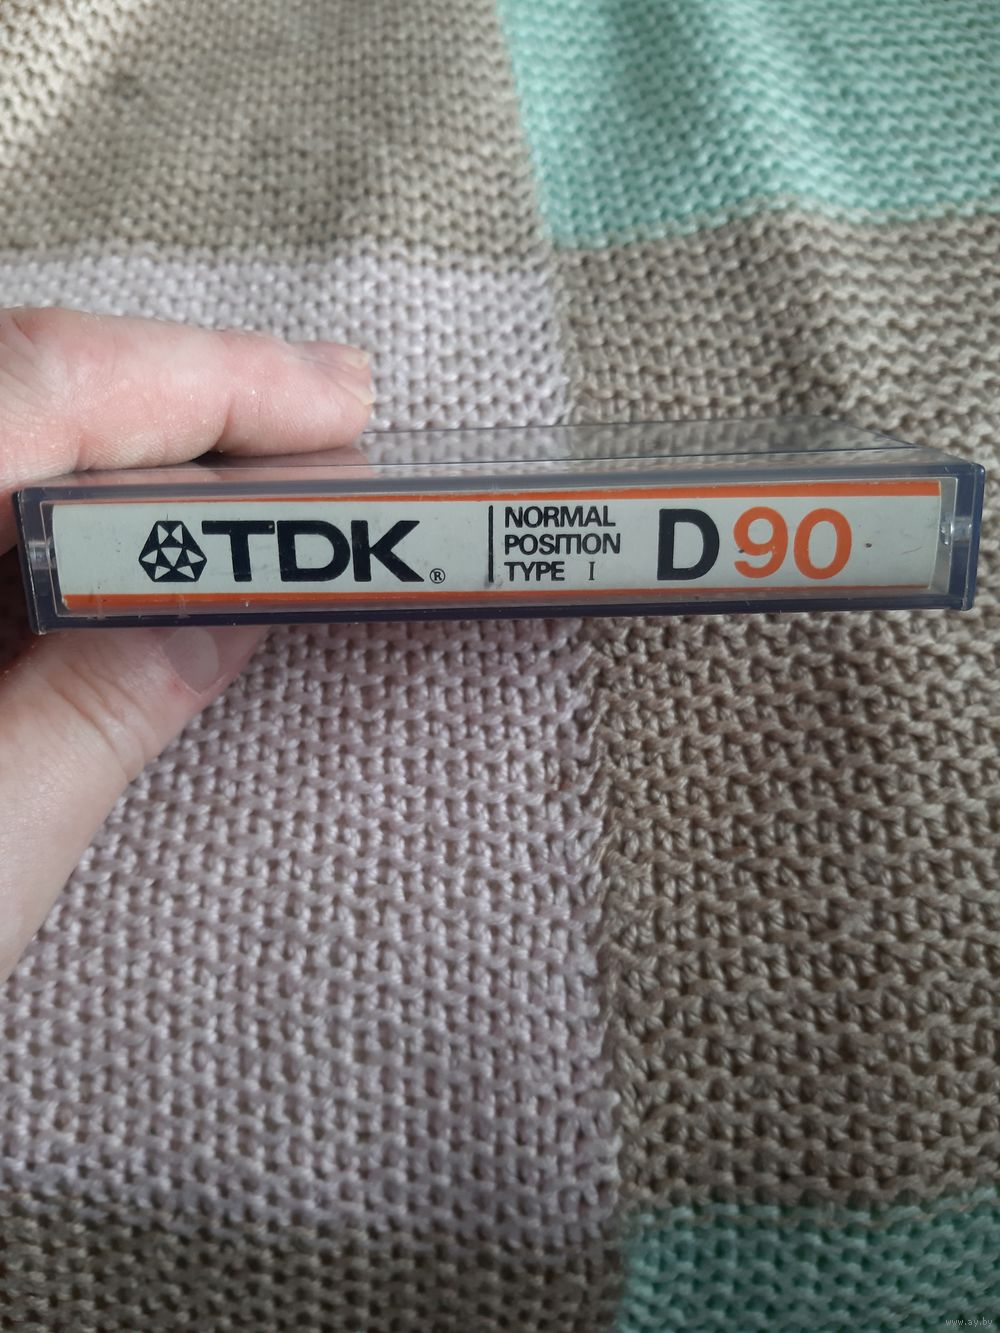 TDK®
NORMAL
POSITION
TYPE I
D90
www.ay.by